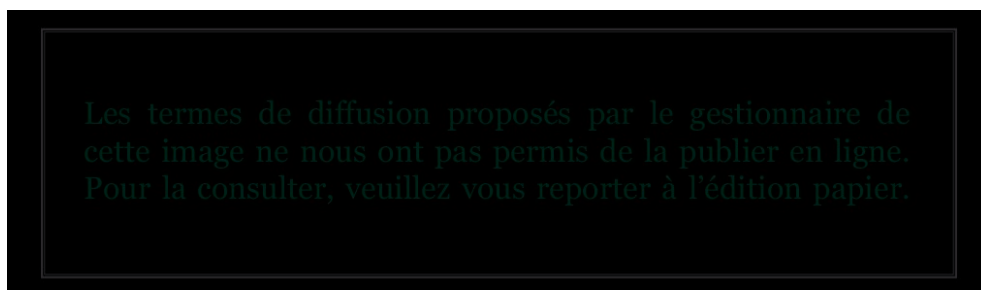 Les termes de diffusion proposés par le gestionnaire de
cette image ne nous ont pas permis de la publier en ligne.
Pour la consulter, veuillez vous reporter à l’édition papier.